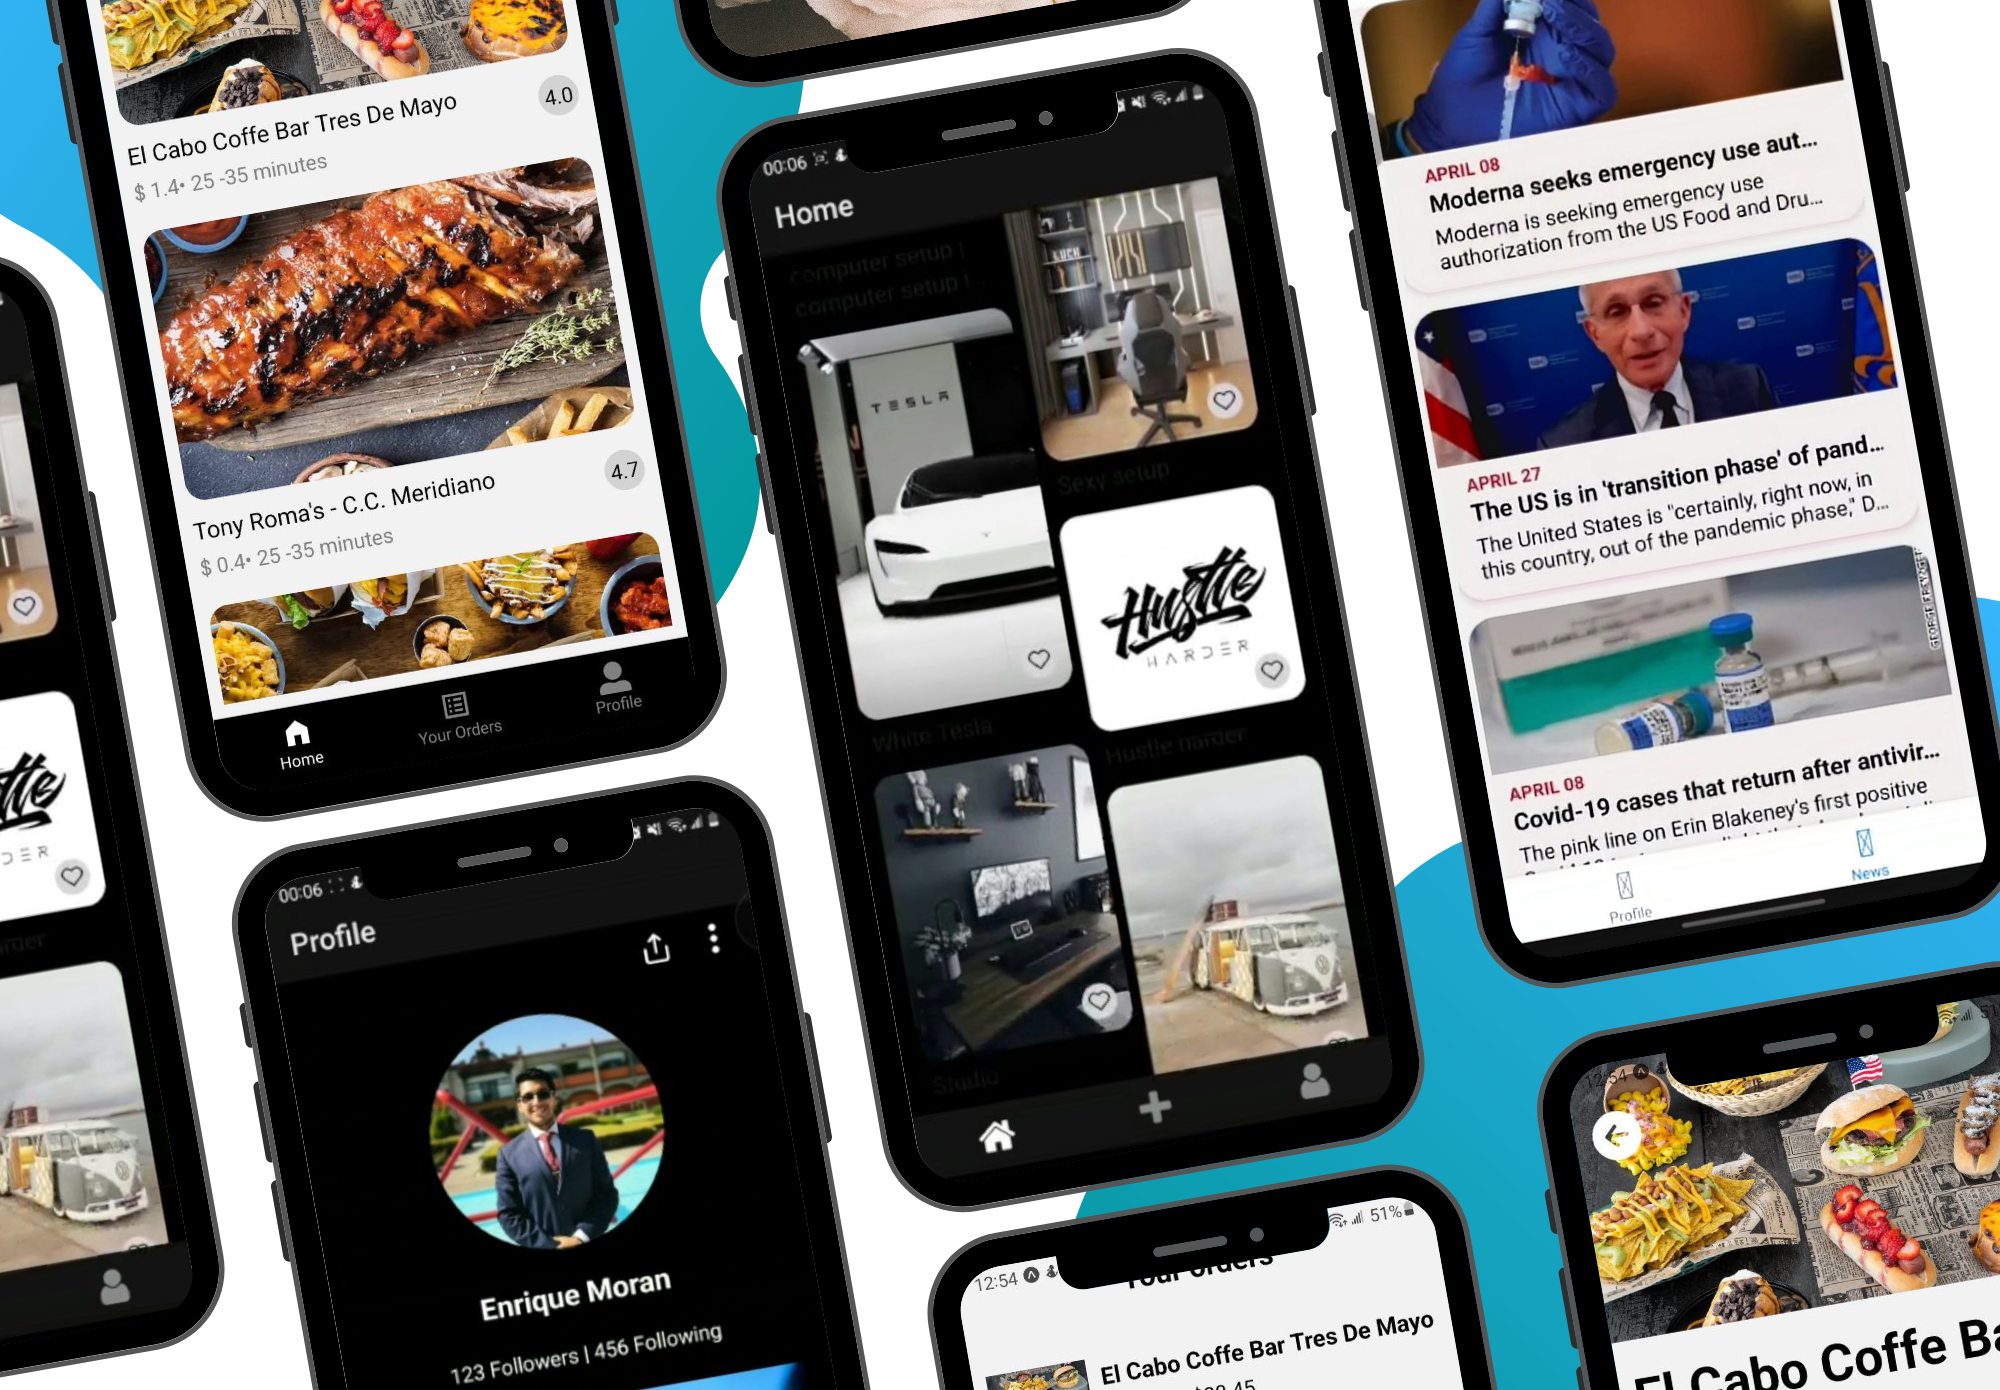 El Cabo Coffe Bar Tres De Mayo
4.0
$ 1.4• 25 -35 minutes
Tony Roma's - C.C. Meridiano
4.7
$ 0.4• 25 -35 minutes
Home
Your Orders
Profile
HARDER
00:06
Profile
Enrique Moran
123 Followers | 456 Following
00:06
Home
computer setup |
computer setup |...
TESLA
White Tesla
Studio
Sexy setup
Hustle
HARDER
Hustle harder
APRIL 08
Moderna seeks emergency use aut...
Moderna is seeking emergency use
authorization from the US Food and Dru...
APRIL 27
The US is in 'transition phase' of pand...
The United States is "certainly, right now, in
this country, out of the pandemic phase," D...
GEORGE FREY/GETTY
APRIL 08
Covid-19 cases that return after antivir...
The pink line on Erin Blakeney's first positive
Profile
News
12:54
51%
Your orders
El Cabo Coffe Bar Tres De Mayo
12:54
El Cabo Coffe Ba